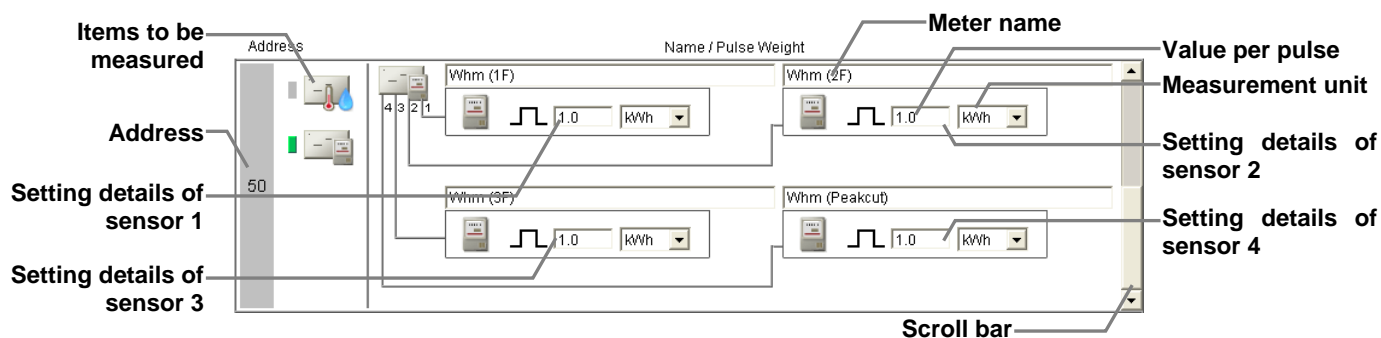 Items to be
measured
Address
Name / Pulse Weight
Meter name
Value per pulse
Measurement unit
Whm (1F)
Whm (2F)
4 3 2 1
1.0 kWh
1.0 kWh
Address
50
Setting details of
sensor 2
Setting details of
sensor 1
Whm (3F)
Whm (Peakcut)
1.0 kWh
1.0 kWh
Setting details of
sensor 4
Setting details of
sensor 3
Scroll bar